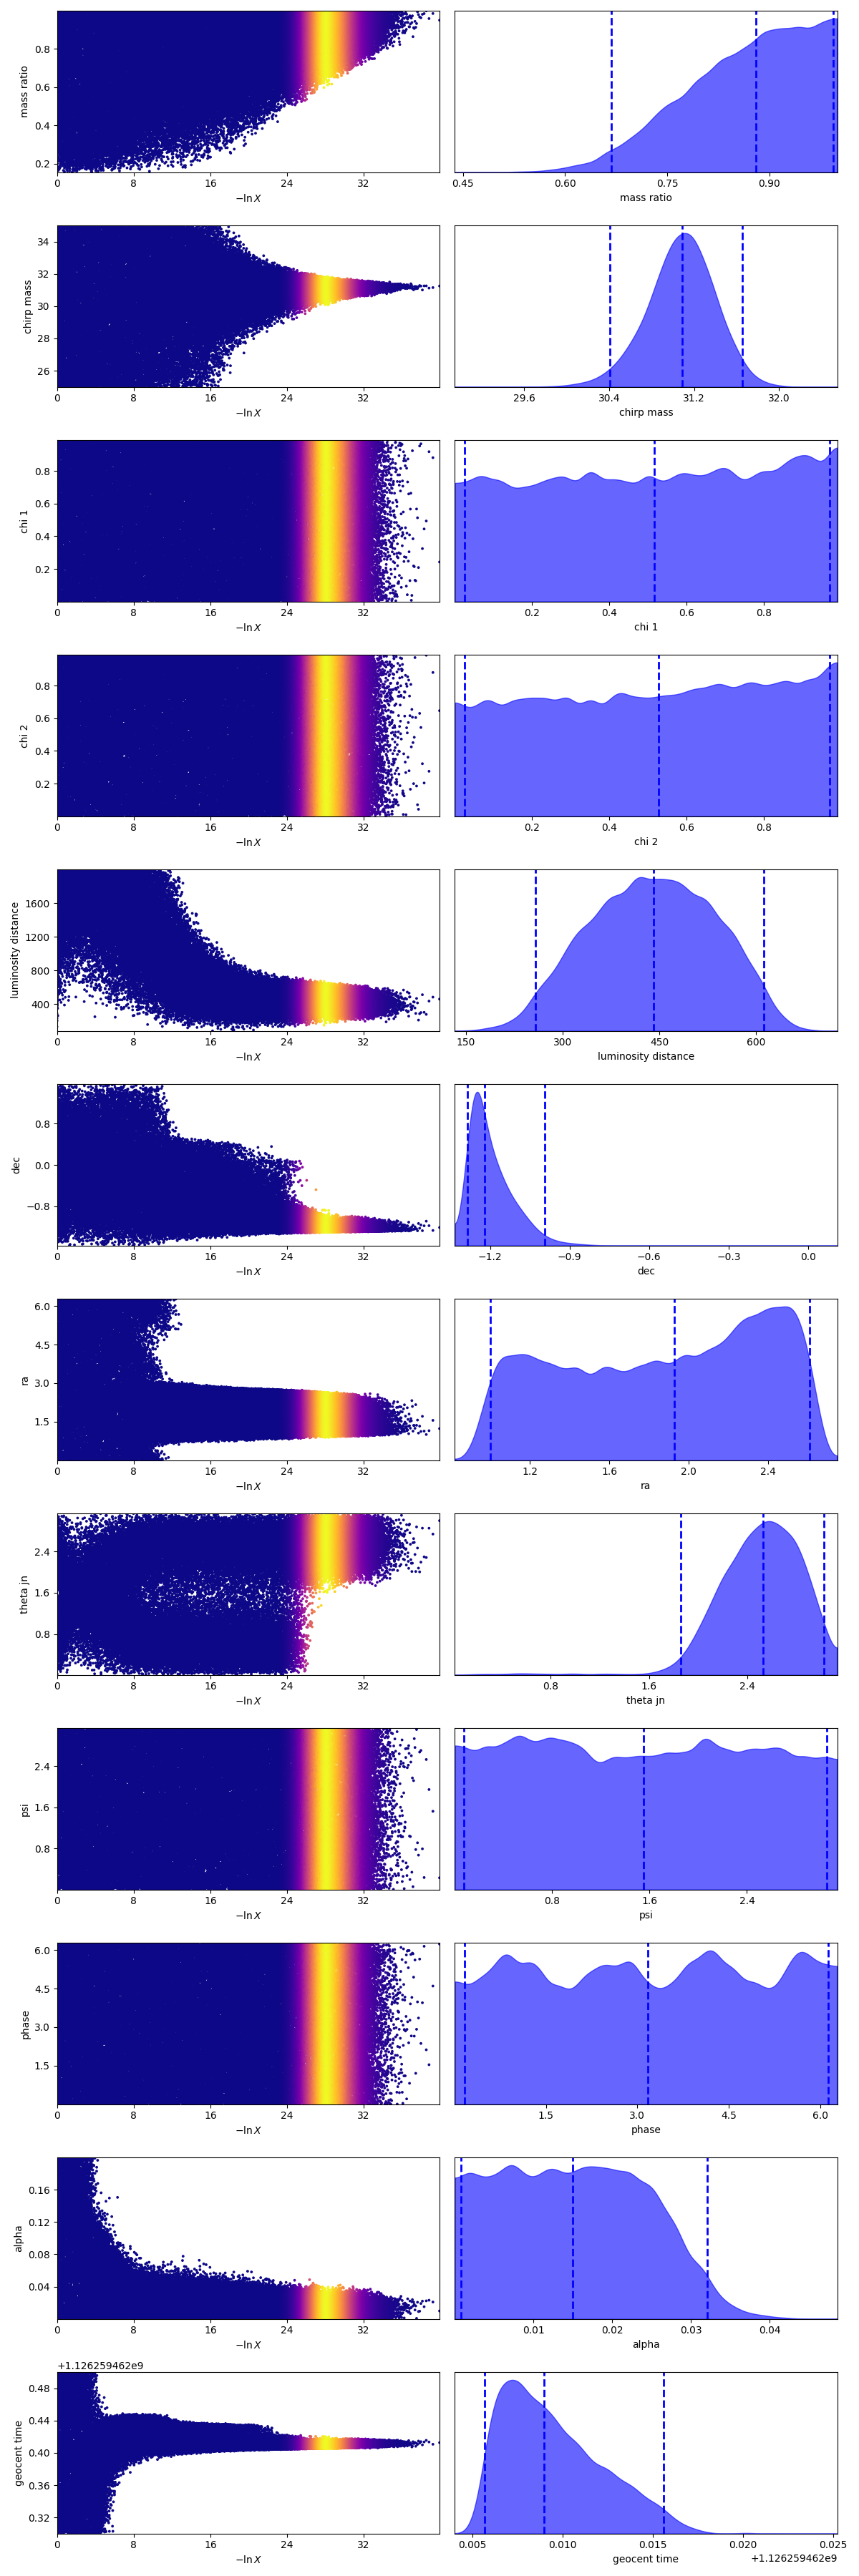 0.8
0.6
0.4
0.2
mass ratio
0 8 16 24 32
−ln X
0.45 0.60 0.75 0.90
mass ratio
34
32
30
28
26
chirp mass
0 8 16 24 32
−ln X
29.6 30.4 31.2 32.0
chirp mass
0.8
0.6
0.4
0.2
chi 1
0 8 16 24 32
−ln X
0.2 0.4 0.6 0.8
chi 1
0.8
0.6
0.4
0.2
chi 2
0 8 16 24 32
−ln X
0.2 0.4 0.6 0.8
chi 2
1600
1200
800
400
luminosity distance
0 8 16 24 32
−ln X
150 300 450 600
luminosity distance
0.8
0.0
−0.8
dec
0 8 16 24 32
−ln X
−1.2 −0.9 −0.6 −0.3 0.0
dec
6.0
4.5
3.0
1.5
ra
0 8 16 24 32
−ln X
1.2 1.6 2.0 2.4
ra
2.4
1.6
0.8
theta jn
0 8 16 24 32
−ln X
0.8 1.6 2.4
theta jn
2.4
1.6
0.8
psi
0 8 16 24 32
−ln X
0.8 1.6 2.4
psi
6.0
4.5
3.0
1.5
phase
0 8 16 24 32
−ln X
1.5 3.0 4.5 6.0
phase
0.16
0.12
0.08
0.04
alpha
0 8 16 24 32
−ln X
0.01 0.02 0.03 0.04
alpha
+1.126259462e9
0.48
0.44
0.40
0.36
0.32
geocent time
0 8 16 24 32
−ln X
0.005 0.010 0.015 0.020 0.025
geocent time
+1.126259462e9